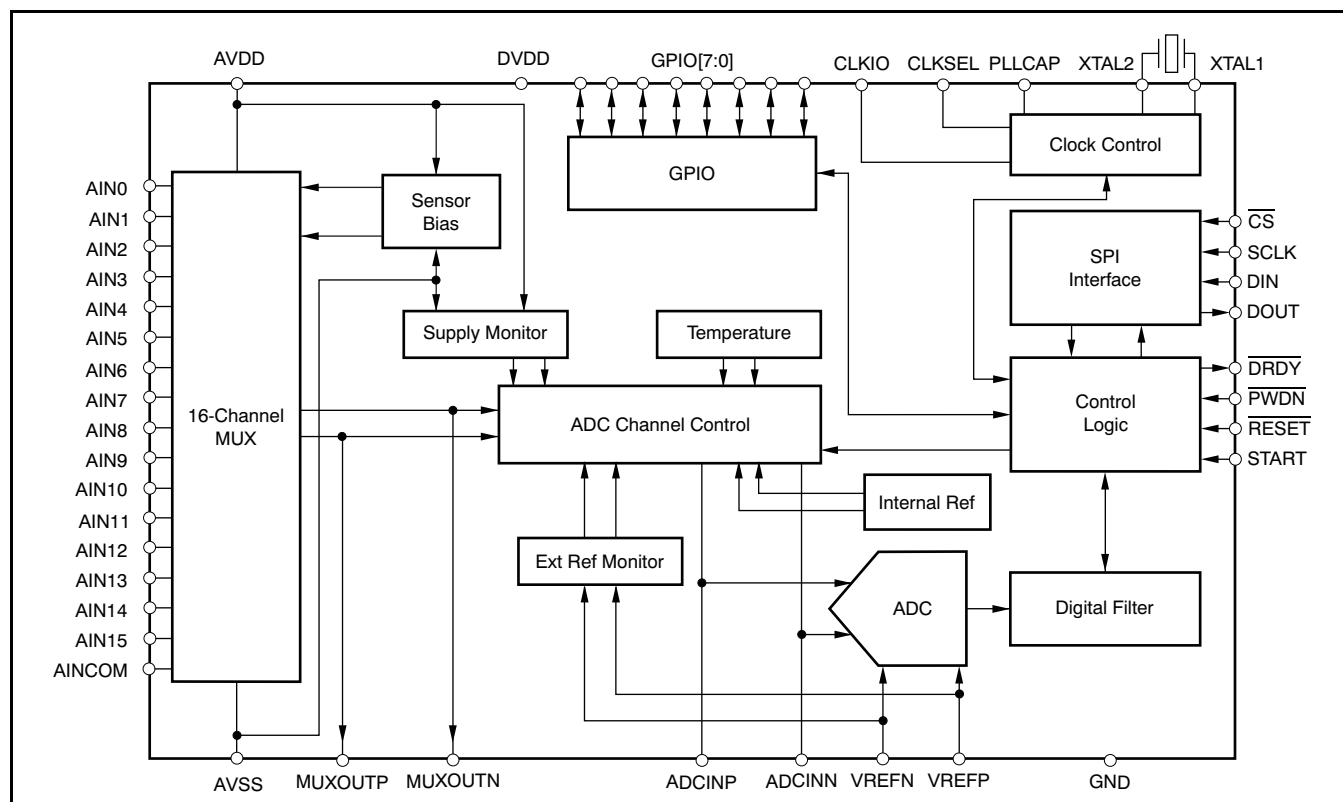 AVDD
DVDD
GPIO[7:0]
CLKIO
CLKSEL
PLLCAP
XTAL2
XTAL1
Clock Control
GPIO
Sensor
Bias
AIN0
AIN1
AIN2
AIN3
AIN4
AIN5
AIN6
AIN7
AIN8
AIN9
AIN10
AIN11
AIN12
AIN13
AIN14
AIN15
AINCOM
16-Channel
MUX
SPI
Interface
CS
SCLK
DIN
DOUT
Supply Monitor
Temperature
ADC Channel Control
Control
Logic
DRDY
PWDN
RESET
START
Internal Ref
Ext Ref Monitor
ADC
Digital Filter
AVSS
MUXOUTP
MUXOUTN
ADCINP
ADCINN
VREFN
VREFP
GND